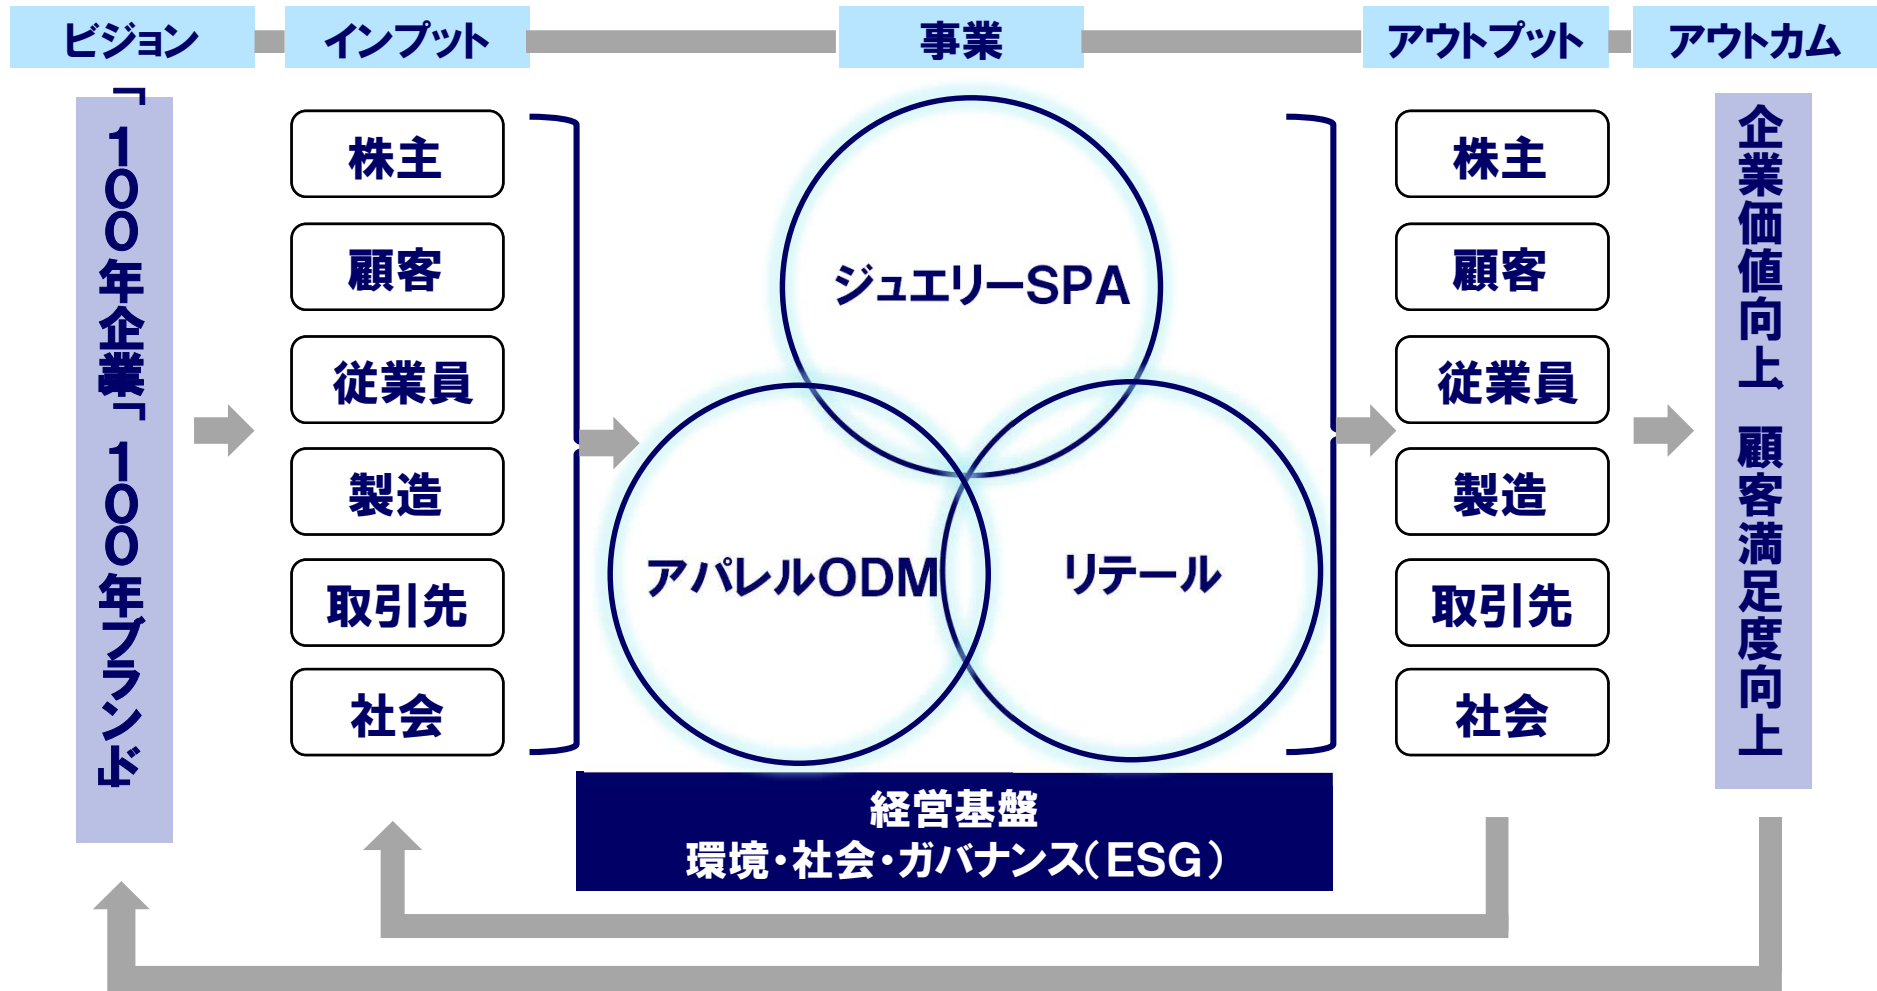 ビジョン
インプット
事業
アウトプット
アウトカム
「100年企業」「100年ブランド」
株主
顧客
従業員
製造
取引先
社会
ジュエリーSPA
アパレルODM
リテール
経営基盤
環境・社会・ガバナンス(ESG)
株主
顧客
従業員
製造
取引先
社会
企業価値向上、顧客満足度向上